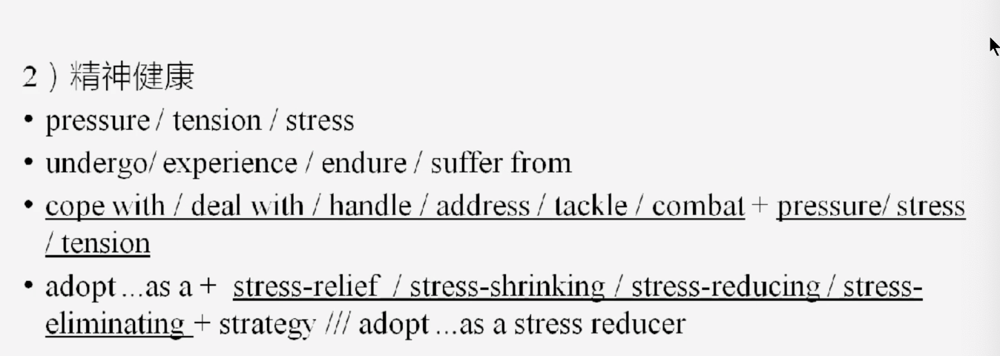 2）精神健康
• pressure / tension / stress
• undergo/ experience / endure / suffer from
• cope with / deal with / handle / address / tackle / combat + pressure/ stress
/ tension
• adopt ...as a + stress-relief / stress-shrinking / stress-reducing / stress-
eliminating + strategy /// adopt ...as a stress reducer